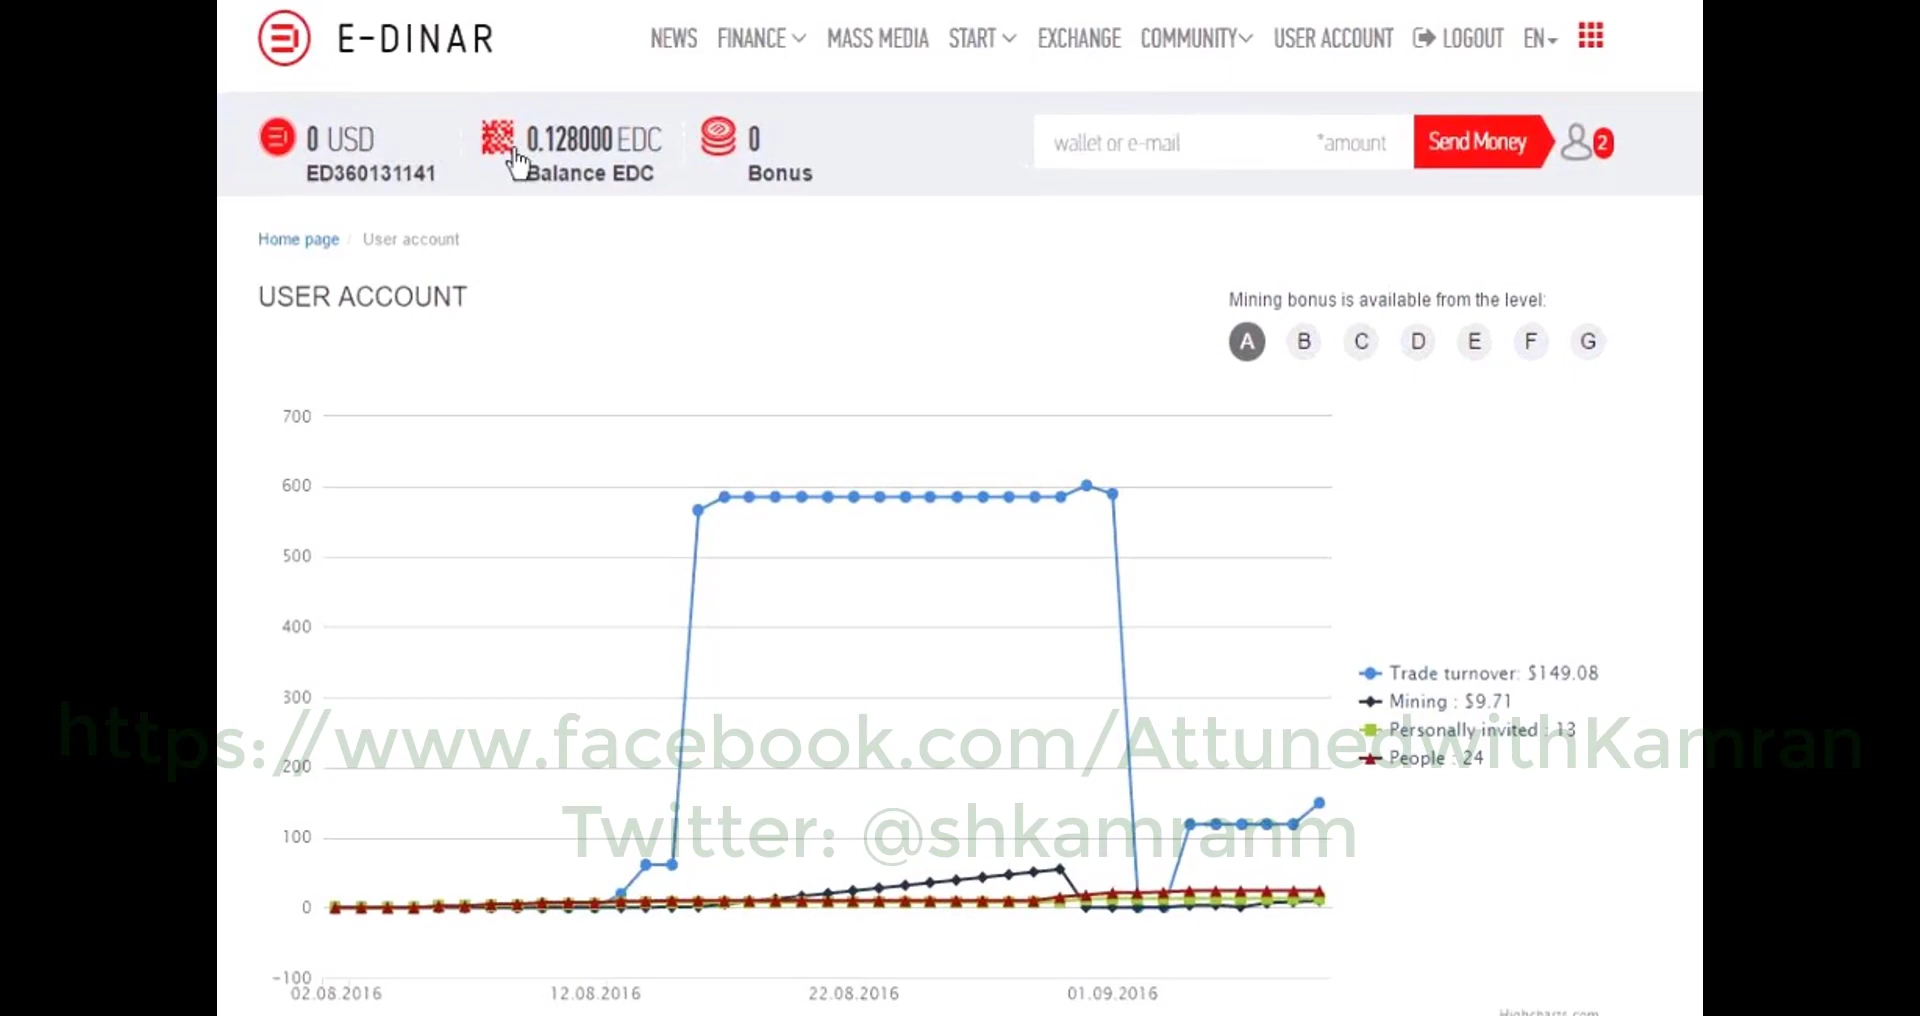 E-DINAR
NEWS FINANCE MASS MEDIA START EXCHANGE COMMUNITY USER ACCOUNT LOGOUT EN
0 USD
ED360131141
0.128000 EDC
Balance EDC
0
Bonus
wallet or e-mail *amount Send Money 2
Home page / User account
USER ACCOUNT
Mining bonus is available from the level:
A B C D E F G
700
600
500
400
300
200
100
0
-100
02.08.2016 12.08.2016 22.08.2016 01.09.2016
Trade turnover: $149.08
Mining : $9.71
Personally invited : 13
People : 24
https://www.facebook.com/AttunedwithKamran
Twitter: @shkamranm
Highcharts.com